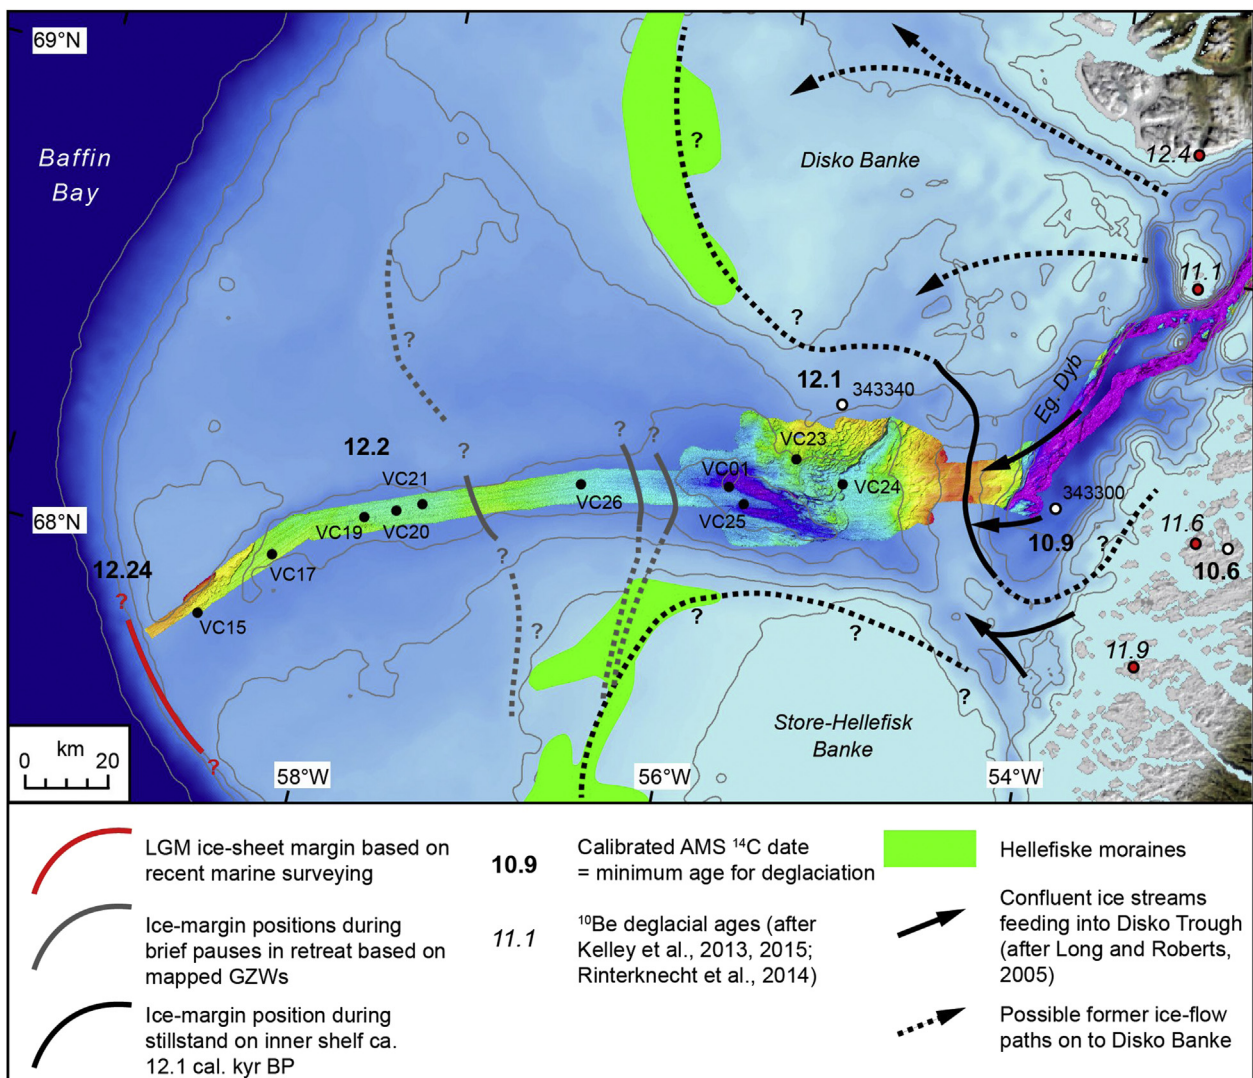 69°N
Baffin
Bay
?
Disko Banke
12.4
11.1
?
?
12.1
343340
Eg. Dyb
?
?
?
12.2
VC21
VC23
VC01
VC26
VC24
343300
68°N
VC19
VC20
VC25
10.9
11.6
?
10.6
VC17
?
12.24
?
VC15
?
?
?
11.9
?
Store-Hellefisk
Banke
?
km
0 20
58°W
56°W
54°W
LGM ice-sheet margin based on
recent marine surveying
Ice-margin positions during
brief pauses in retreat based on
mapped GZWs
Ice-margin position during
stillstand on inner shelf ca.
12.1 cal. kyr BP
10.9
Calibrated AMS ¹⁴C date
= minimum age for deglaciation
11.1
¹⁰Be deglacial ages (after
Kelley et al., 2013, 2015;
Rinterknecht et al., 2014)
Hellefiske moraines
Confluent ice streams
feeding into Disko Trough
(after Long and Roberts,
2005)
Possible former ice-flow
paths on to Disko Banke